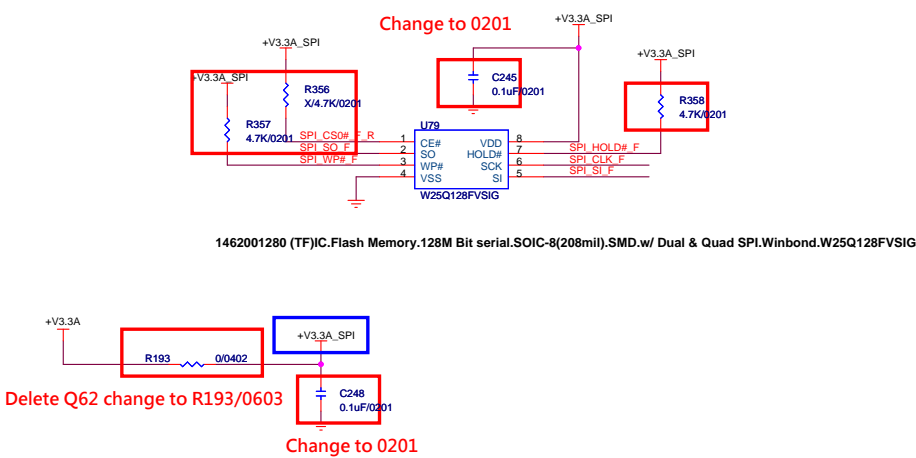 Change to 0201
+V3.3A_SPI
+V3.3A_SPI
+V3.3A_SPI
+V3.3A_SPI
R356
X/4.7K/0201
C245
0.1uF/0201
R358
4.7K/0201
R357
4.7K/0201
U79
SPI_CS0#_F_R
1
CE#
VDD
8
SPI_SO_F
2
SO
HOLD#
7
SPI_HOLD#_F
SPI_WP#_F
3
WP#
SCK
6
SPI_CLK_F
4
VSS
SI
5
SPI_SI_F
W25Q128FVSIG
1462001280 (TF)IC.Flash Memory.128M Bit serial.SOIC-8(208mil).SMD.w/ Dual & Quad SPI.Winbond.W25Q128FVSIG
+V3.3A
+V3.3A_SPI
R193
0/0402
Delete Q62 change to R193/0603
C248
0.1uF/0201
Change to 0201